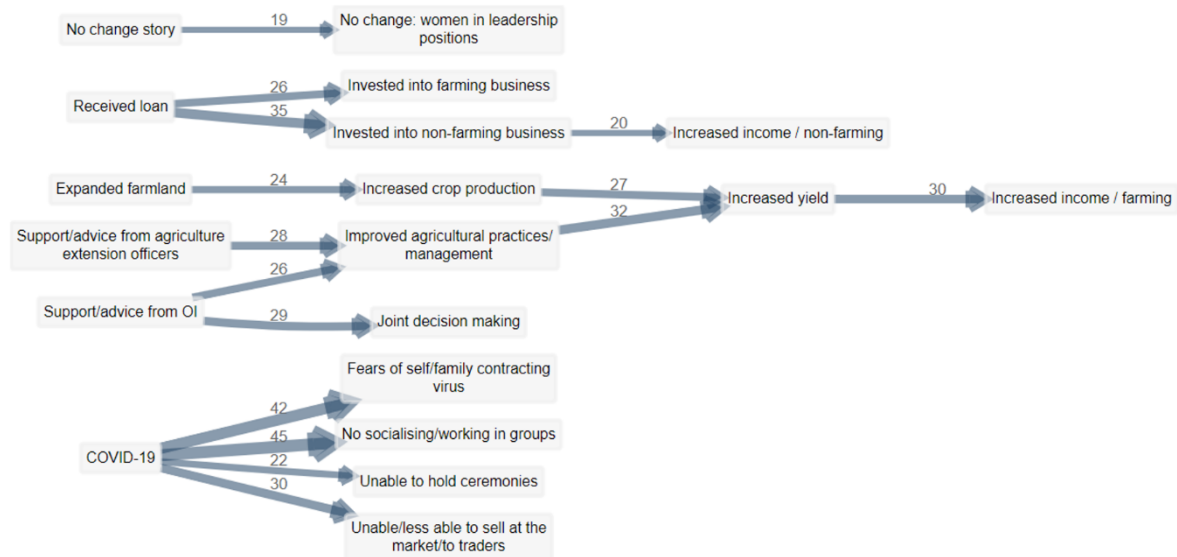 No change story
19
No change: women in leadership
positions
Received loan
26
Invested into farming business
35
Invested into non-farming business
20
Increased income / non-farming
Expanded farmland
24
Increased crop production
27
Increased yield
30
Increased income / farming
Support/advice from agriculture
extension officers
28
Improved agricultural practices/
management
32
26
Support/advice from OI
29
Joint decision making
COVID-19
42
Fears of self/family contracting
virus
45
No socialising/working in groups
22
Unable to hold ceremonies
30
Unable/less able to sell at the
market/to traders